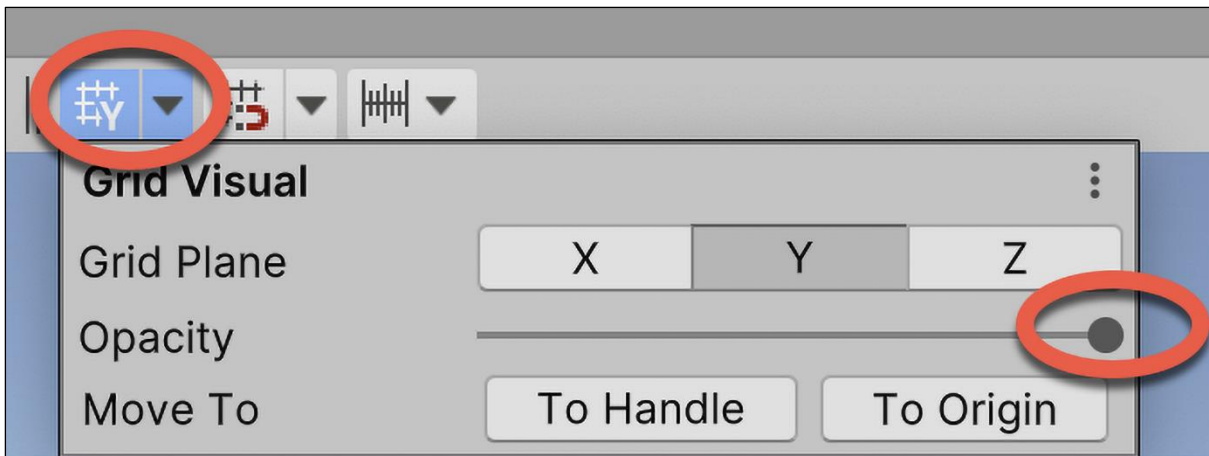 Y
Grid Visual
Grid Plane X Y Z
Opacity
Move To To Handle To Origin